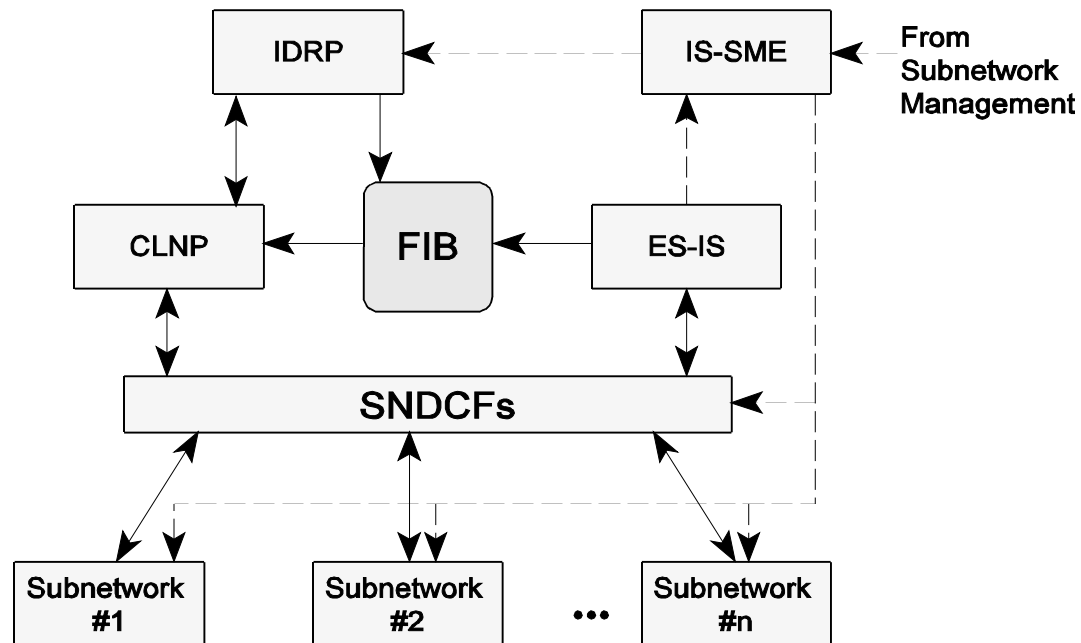 IDRP
IS-SME
From
Subnetwork
Management
CLNP
FIB
ES-IS
SNDCFs
Subnetwork
#1
Subnetwork
#2
•••
Subnetwork
#n